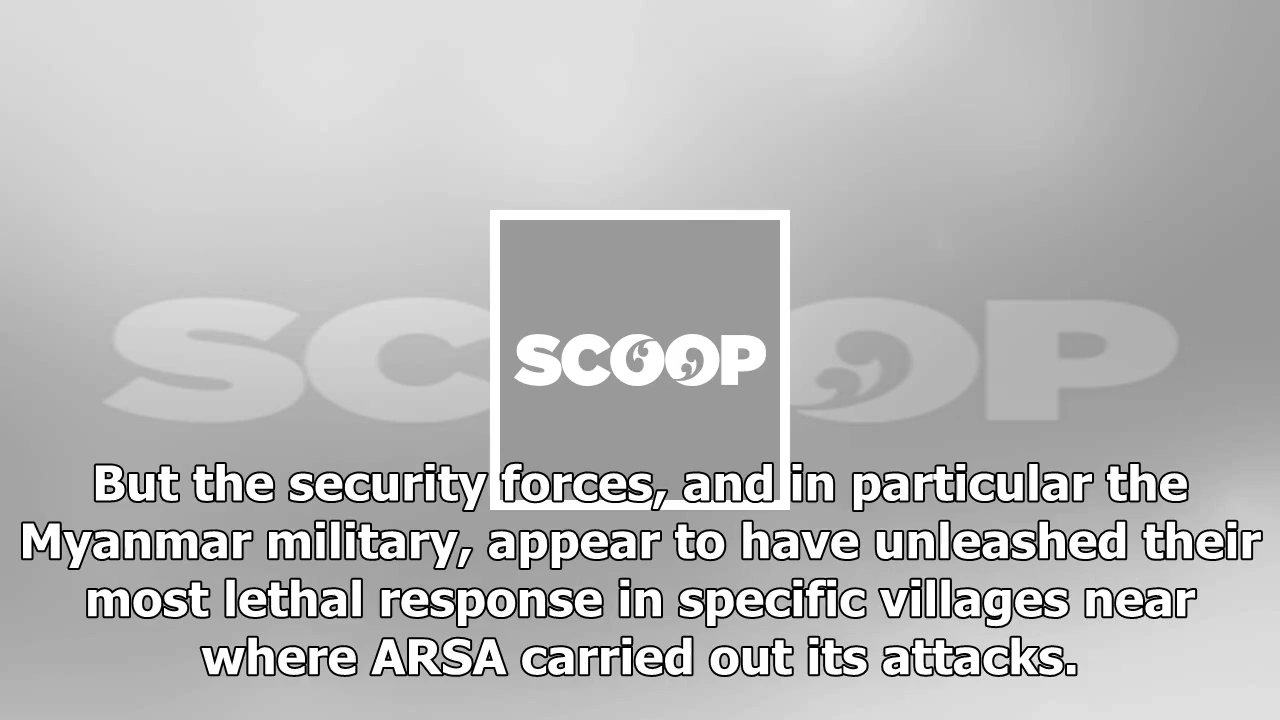 SCOOP
SCOOP
But the security forces, and in particular the
Myanmar military, appear to have unleashed their
most lethal response in specific villages near
where ARSA carried out its attacks.